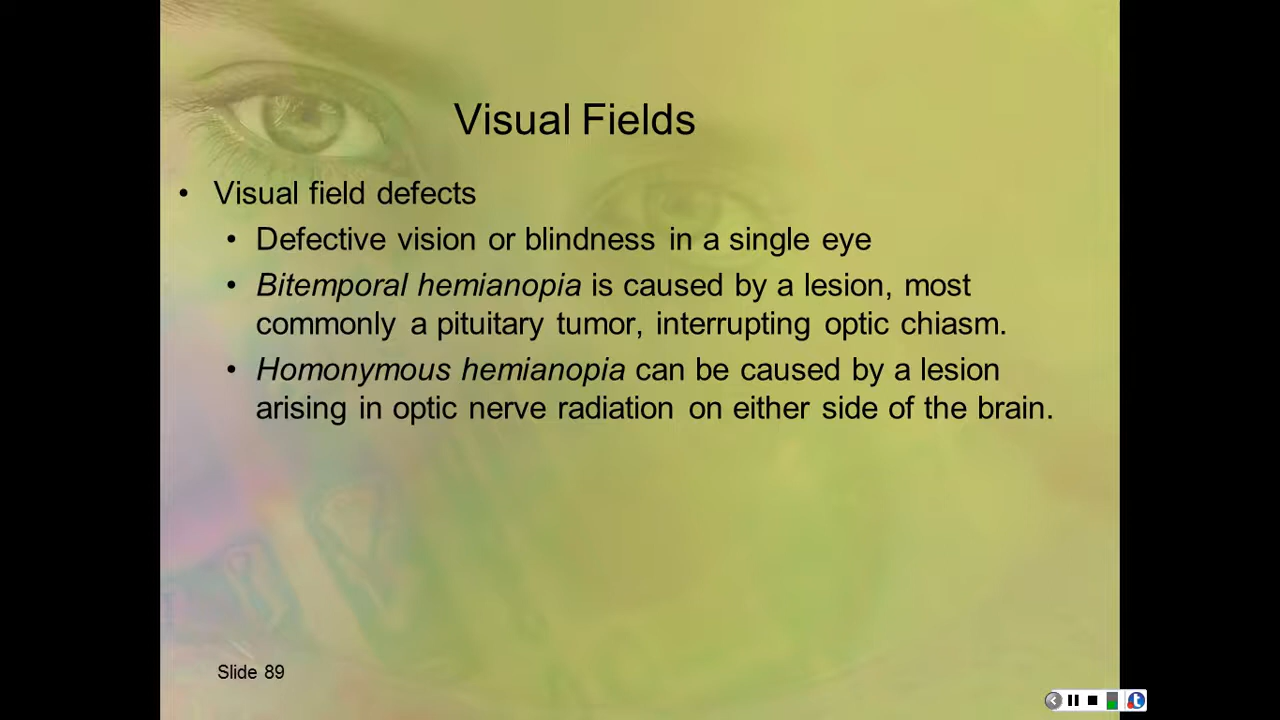 Visual Fields
• Visual field defects
• Defective vision or blindness in a single eye
• Bitemporal hemianopia is caused by a lesion, most
commonly a pituitary tumor, interrupting optic chiasm.
• Homonymous hemianopia can be caused by a lesion
arising in optic nerve radiation on either side of the brain.
Slide 89
t